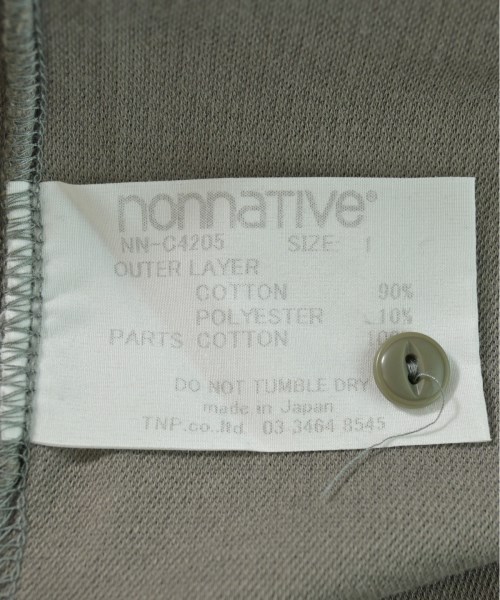 nonnative®
NN-C4205 SIZE: 1
OUTER LAYER
COTTON 90%
POLYESTER 10%
PARTS COTTON 100%
DO NOT TUMBLE DRY
made in Japan
TNP.co.,ltd 03 3464 8545